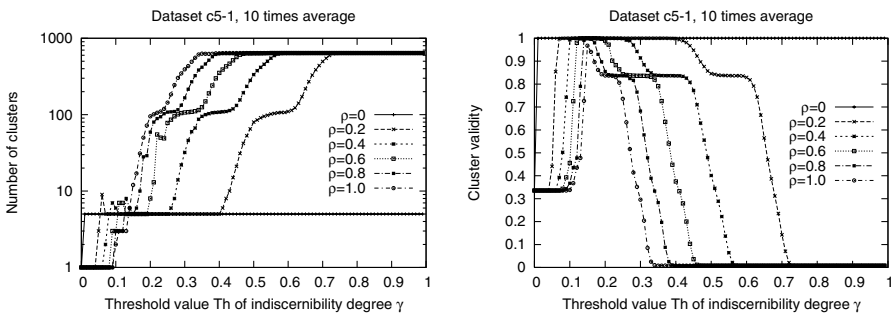 Dataset c5-1, 10 times average
Number of clusters
1000
100
10
1
ρ=0
ρ=0.2
ρ=0.4
ρ=0.6
ρ=0.8
ρ=1.0
0 0.1 0.2 0.3 0.4 0.5 0.6 0.7 0.8 0.9 1
Threshold value Th of indiscernibility degree γ
Dataset c5-1, 10 times average
Cluster validity
1
0.9
0.8
0.7
0.6
0.5
0.4
0.3
0.2
0.1
0
ρ=0
ρ=0.2
ρ=0.4
ρ=0.6
ρ=0.8
ρ=1.0
0 0.1 0.2 0.3 0.4 0.5 0.6 0.7 0.8 0.9 1
Threshold value Th of indiscernibility degree γ